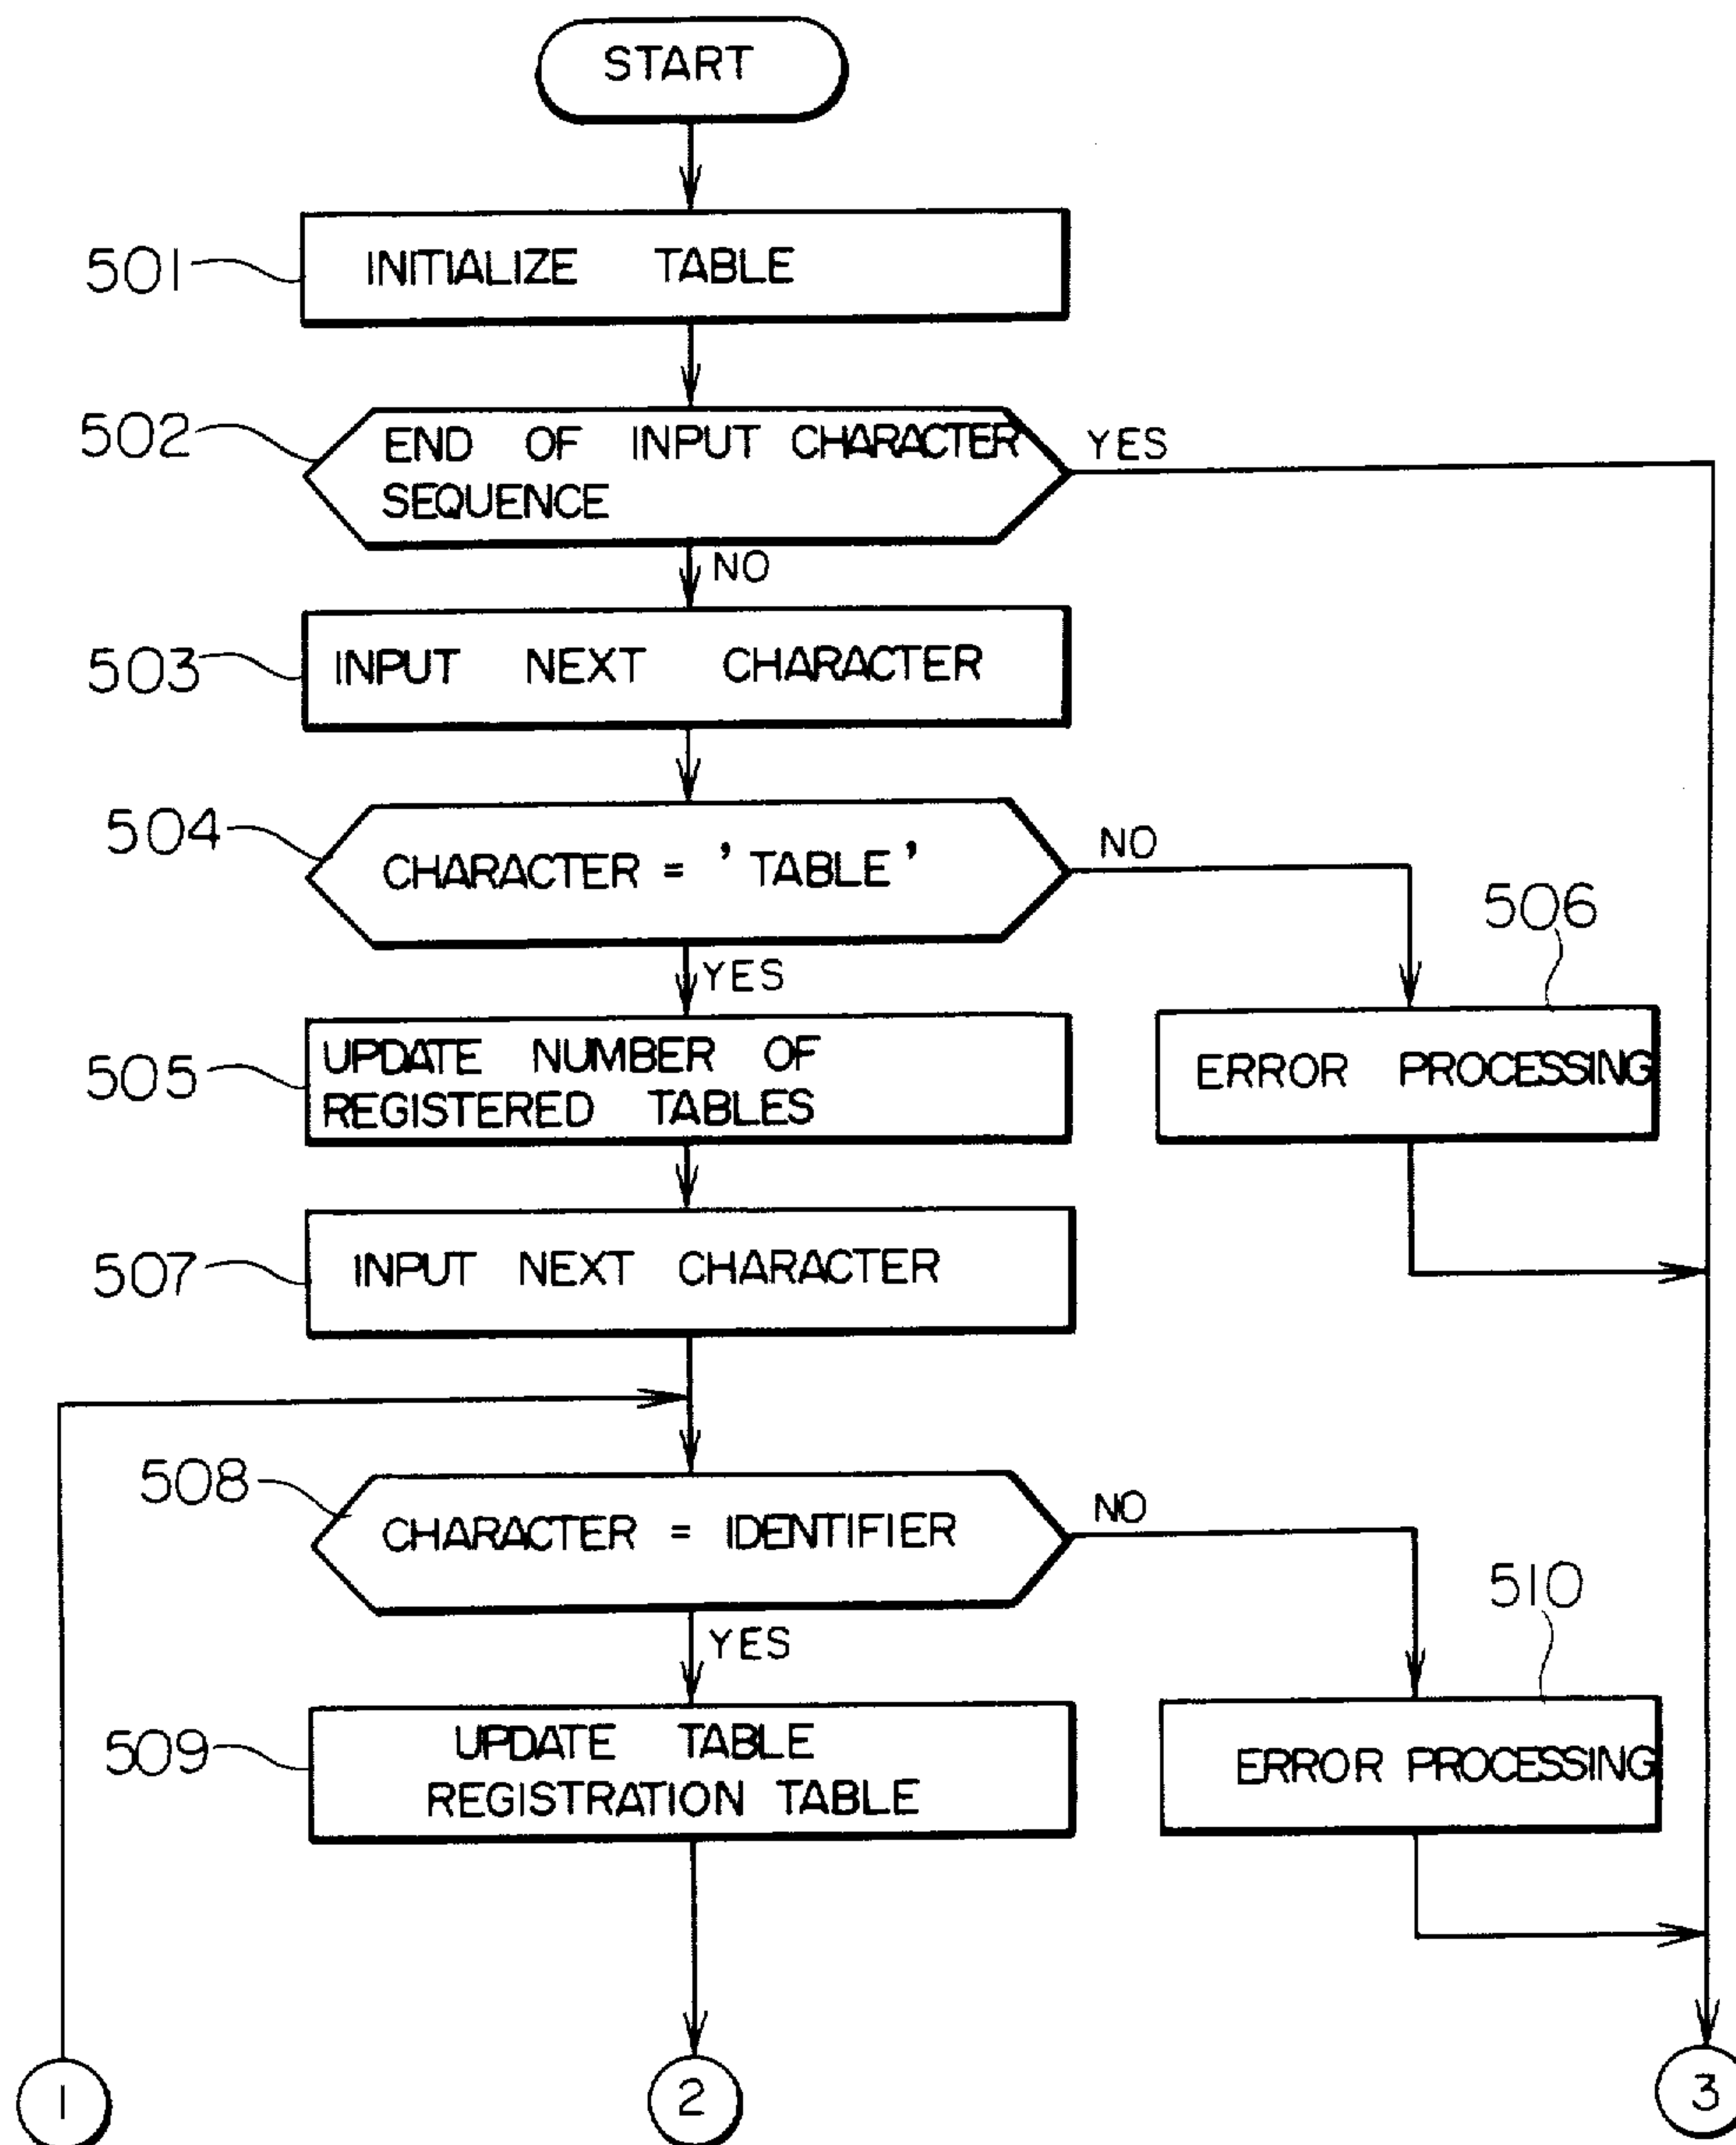 START
501
INITIALIZE TABLE
502
END OF INPUT CHARACTER
SEQUENCE
YES
NO
503
INPUT NEXT CHARACTER
504
CHARACTER = ' TABLE '
NO
YES
506
505
UPDATE NUMBER OF
REGISTERED TABLES
ERROR PROCESSING
507
INPUT NEXT CHARACTER
508
CHARACTER = IDENTIFIER
NO
YES
510
509
UPDATE TABLE
REGISTRATION TABLE
ERROR PROCESSING
1
2
3